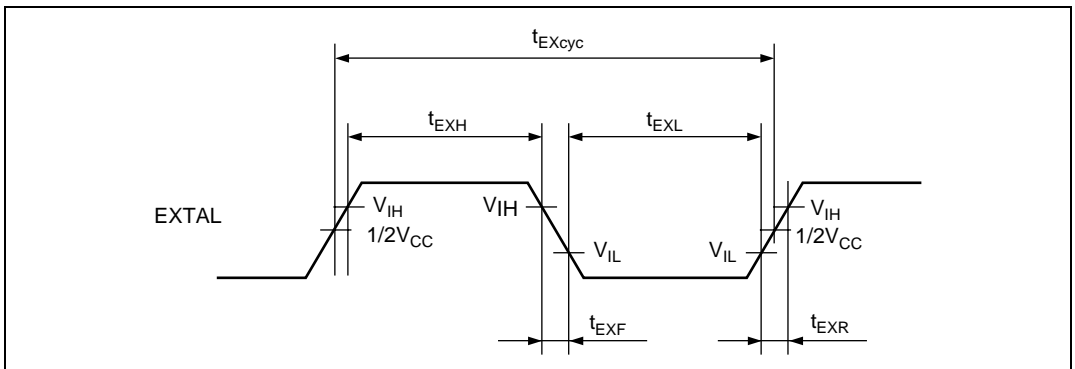 tEXcyc
tEXH
tEXL
EXTAL
VIH
1/2VCC
VIH
VIL
VIL
VIH
1/2VCC
tEXF
tEXR